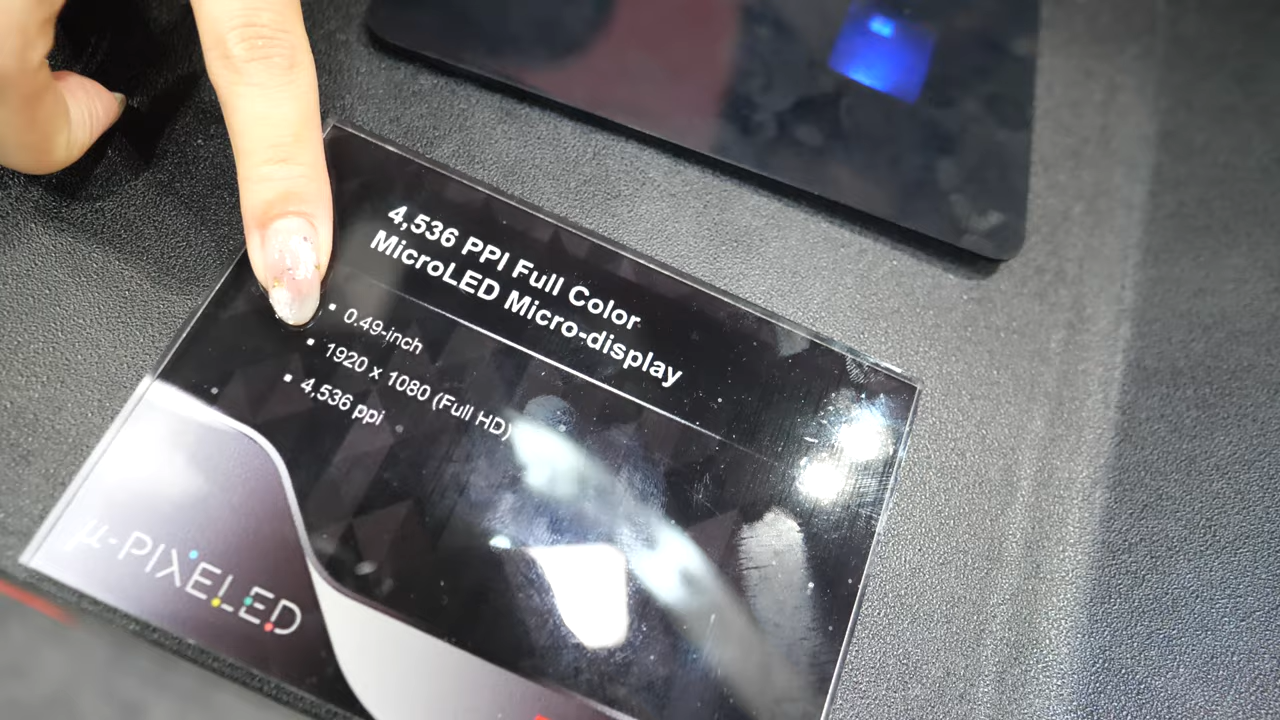 4,536 PPI Full Color
MicroLED Micro-display
▪ 0.49-inch
▪ 1920 x 1080 (Full HD)
▪ 4,536 ppi
μ-PIXELED